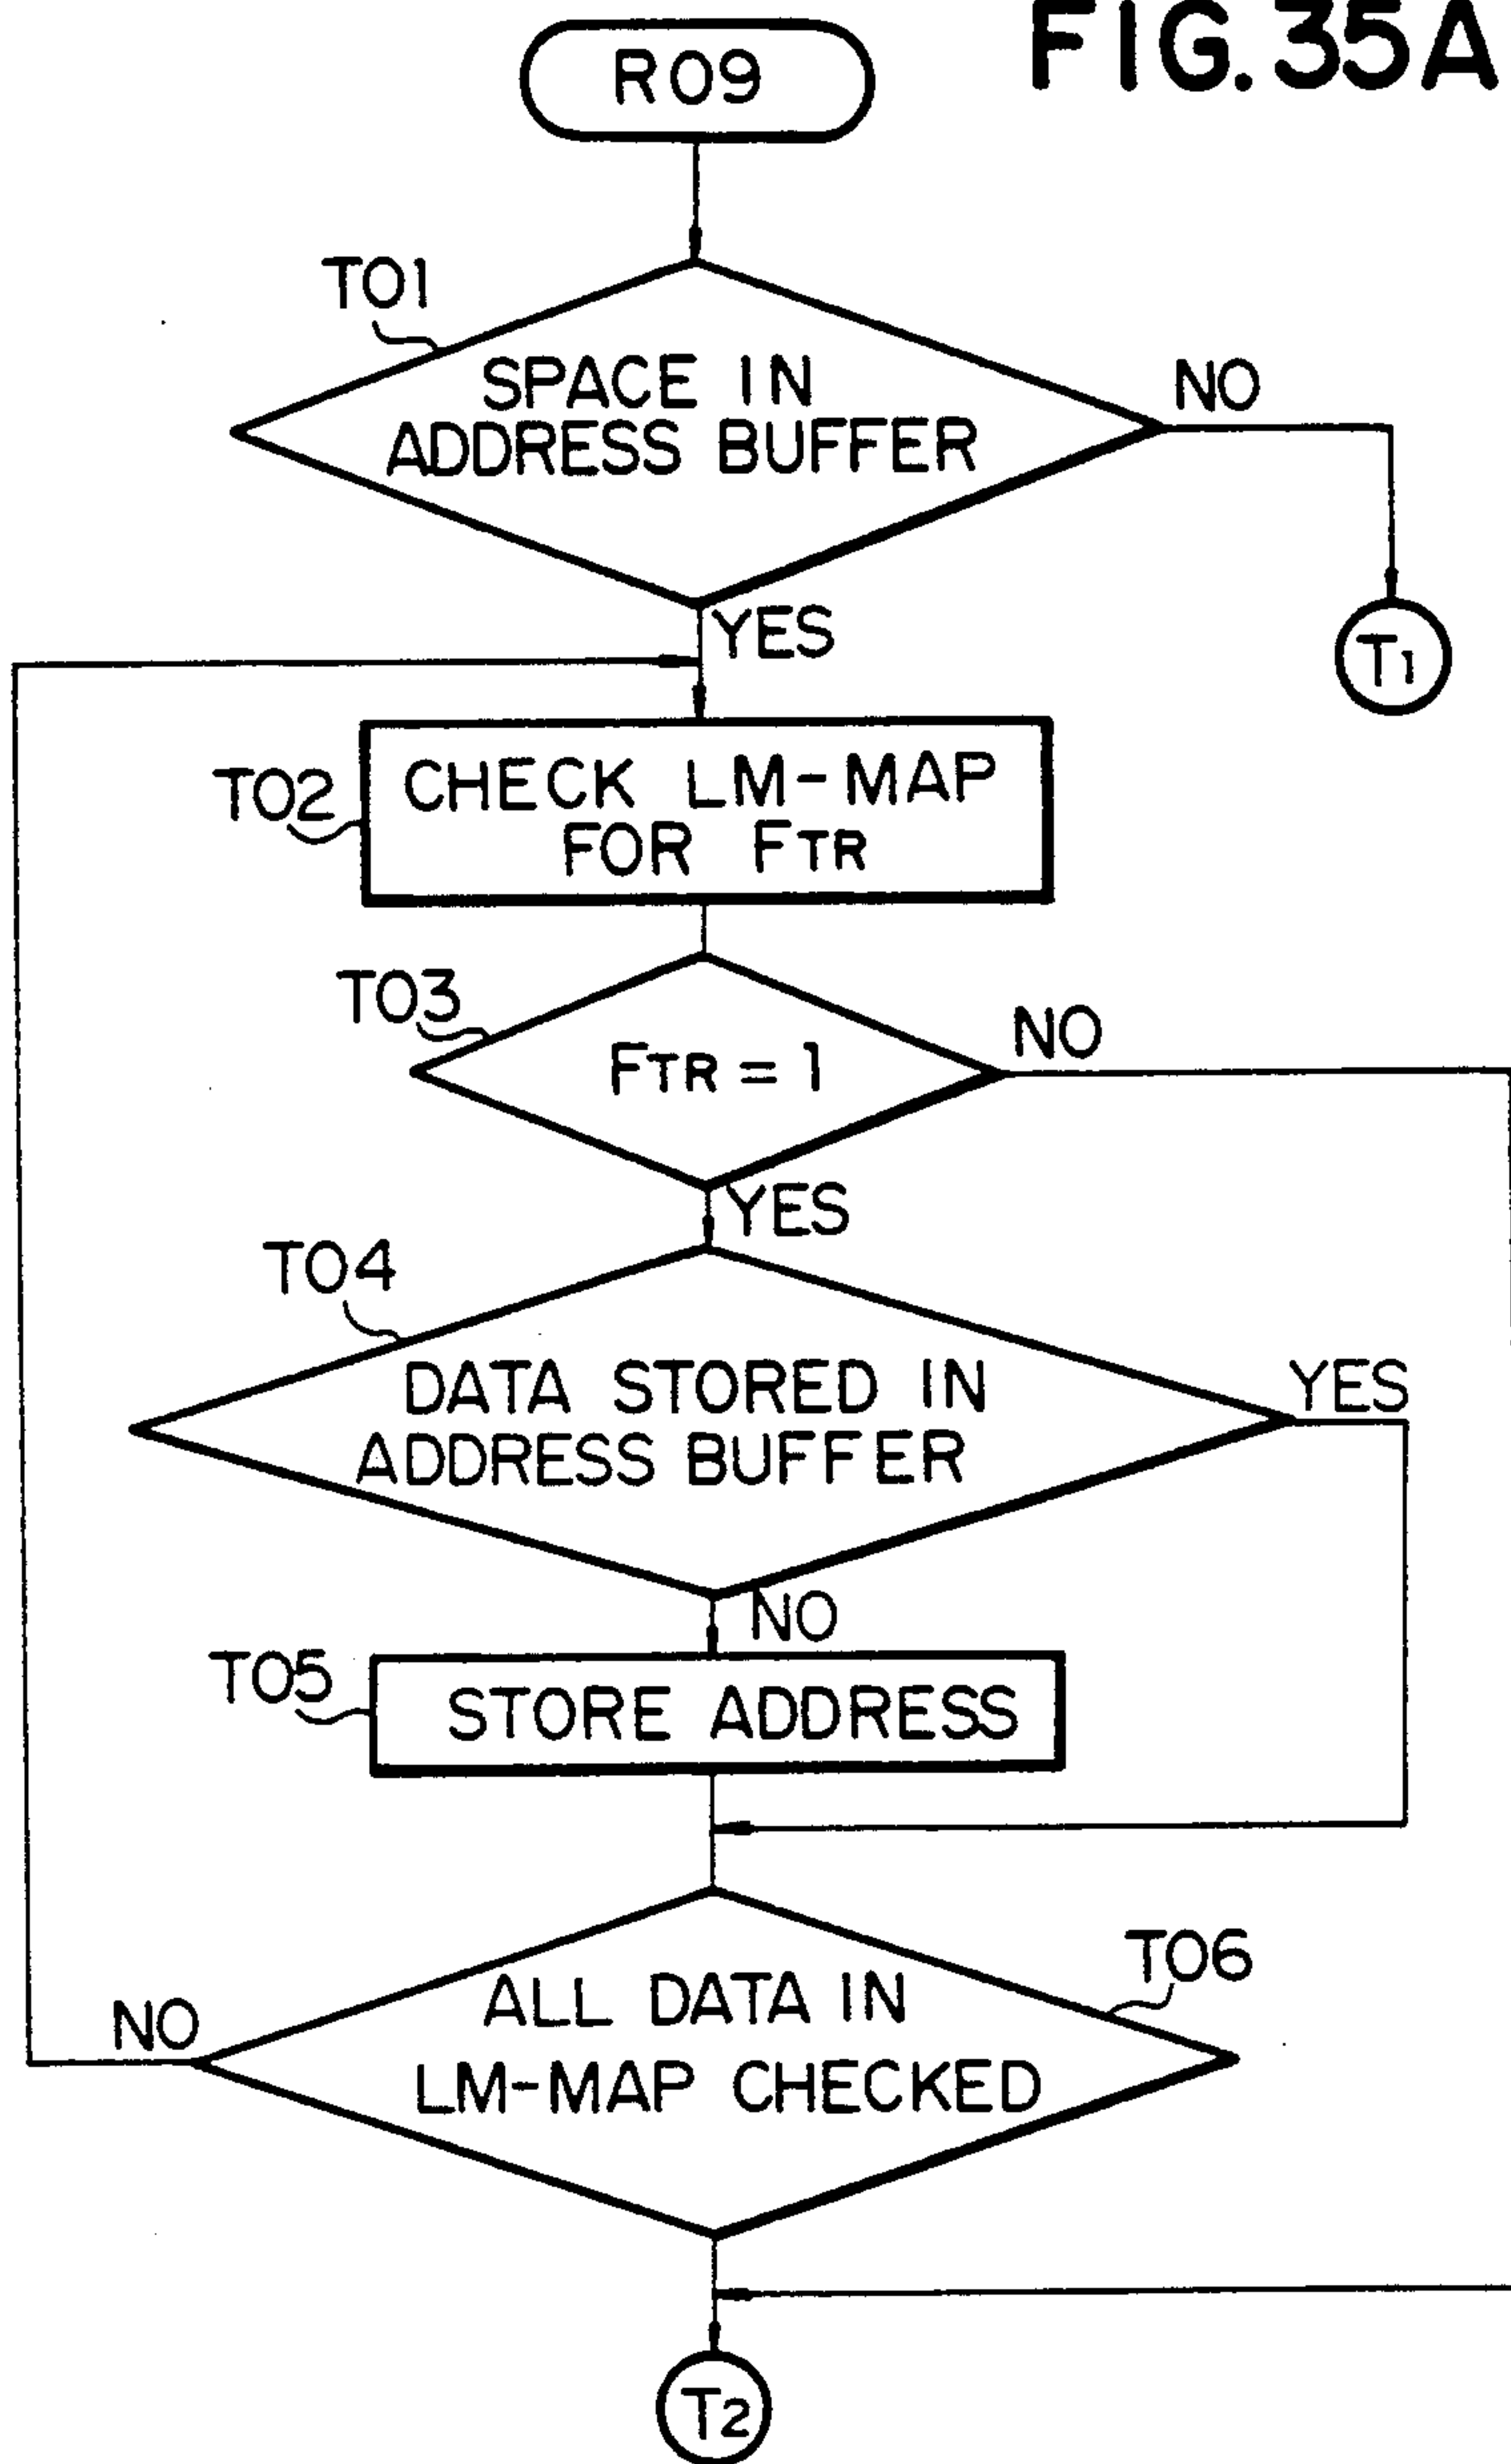 FIG.35A
R09
T01
SPACE IN
ADDRESS BUFFER
NO
YES
T1
T02
CHECK LM-MAP
FOR FTR
T03
FTR = 1
NO
YES
T04
DATA STORED IN
ADDRESS BUFFER
YES
NO
T05
STORE ADDRESS
T06
ALL DATA IN
LM-MAP CHECKED
NO
T2